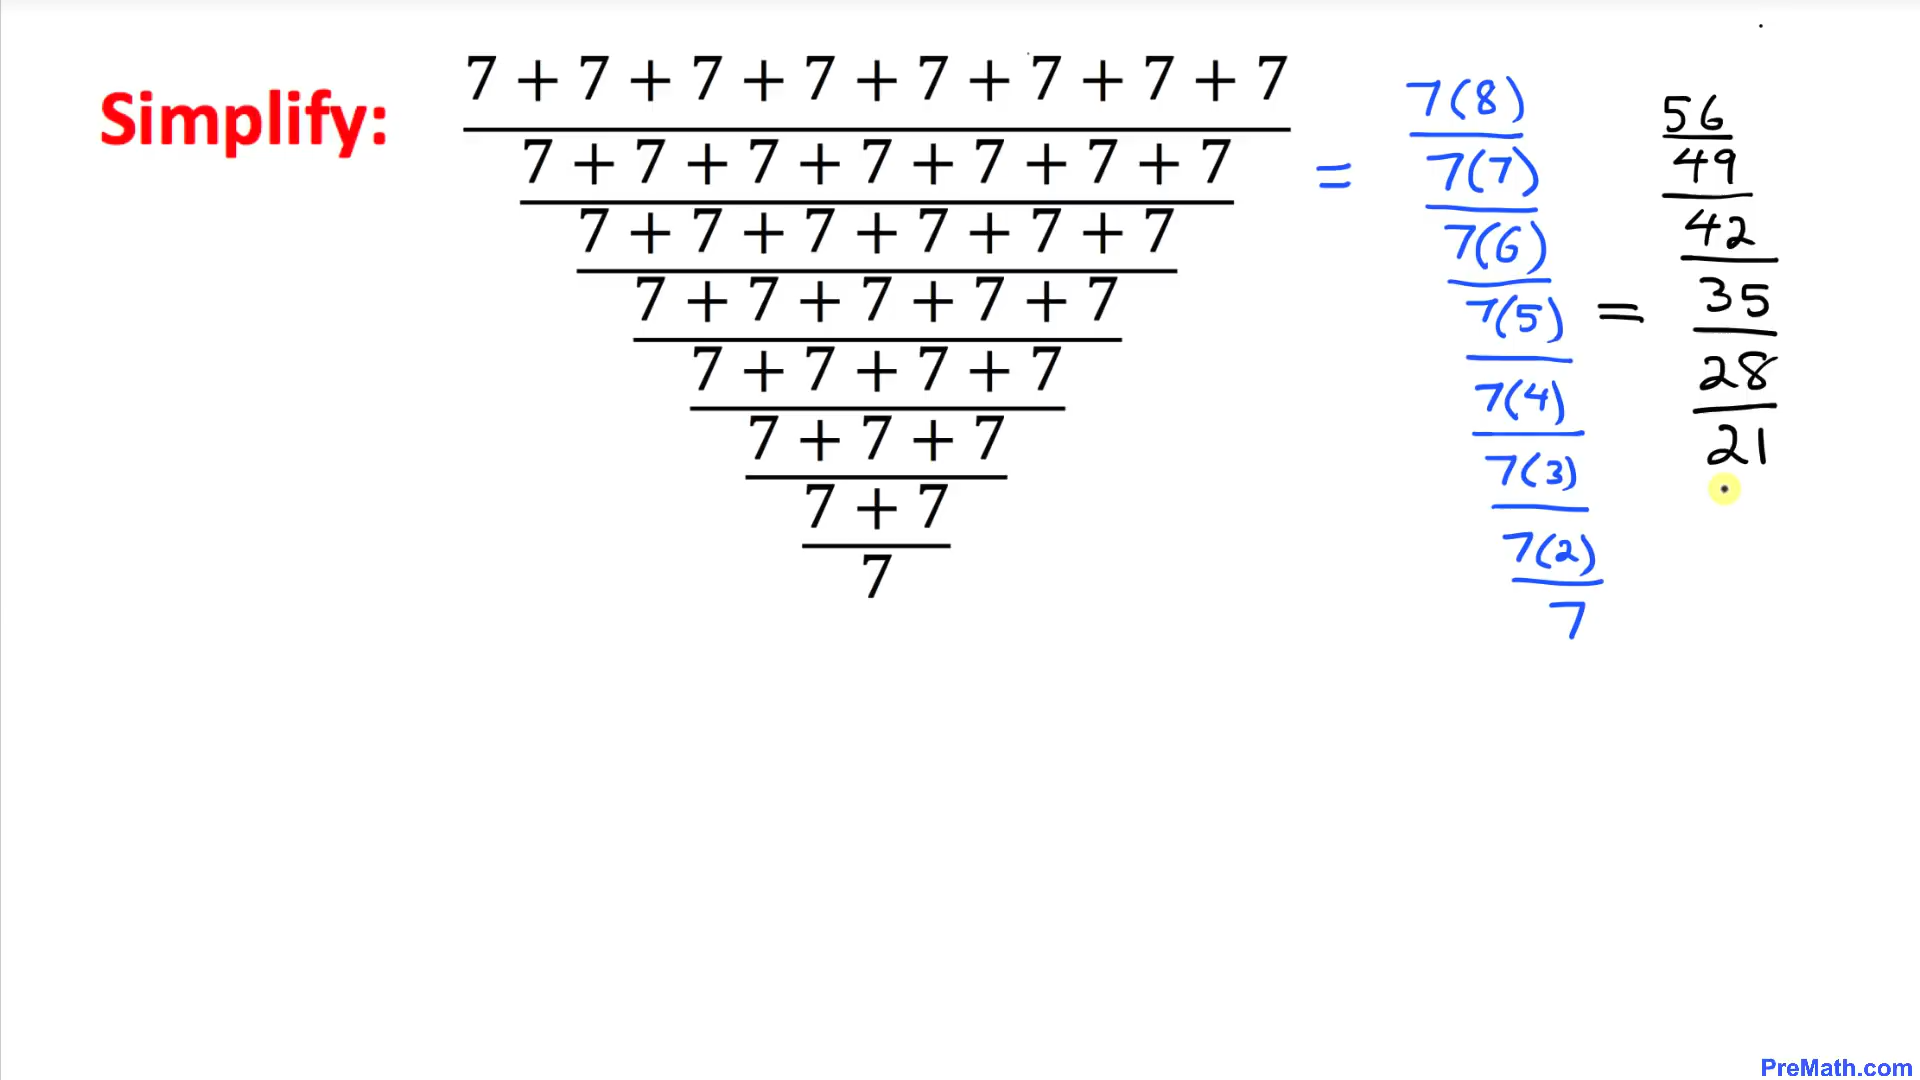 Simplify:
7 + 7 + 7 + 7 + 7 + 7 + 7 + 7
7 + 7 + 7 + 7 + 7 + 7 + 7
7 + 7 + 7 + 7 + 7 + 7
7 + 7 + 7 + 7 + 7
7 + 7 + 7 + 7
7 + 7 + 7
7 + 7
7
=
7(8)
7(7)
7(6)
7(5)
7(4)
7(3)
7(2)
7
=
56
49
42
35
28
21
PreMath.com